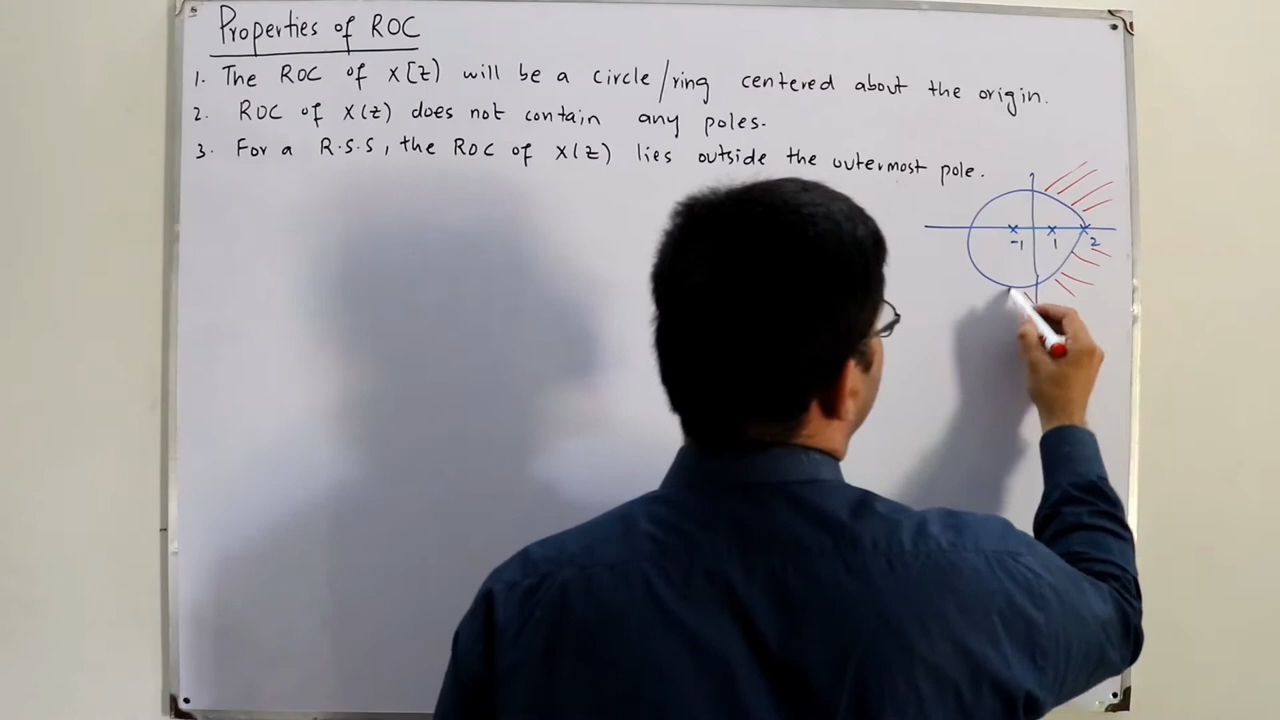 Properties of ROC
1. The ROC of X[z) will be a circle/ring centered about the origin.
2. ROC of X(z) does not contain any poles.
3. For a R.S.S, the ROC of X(z) lies outside the outermost pole.
-1 1 2